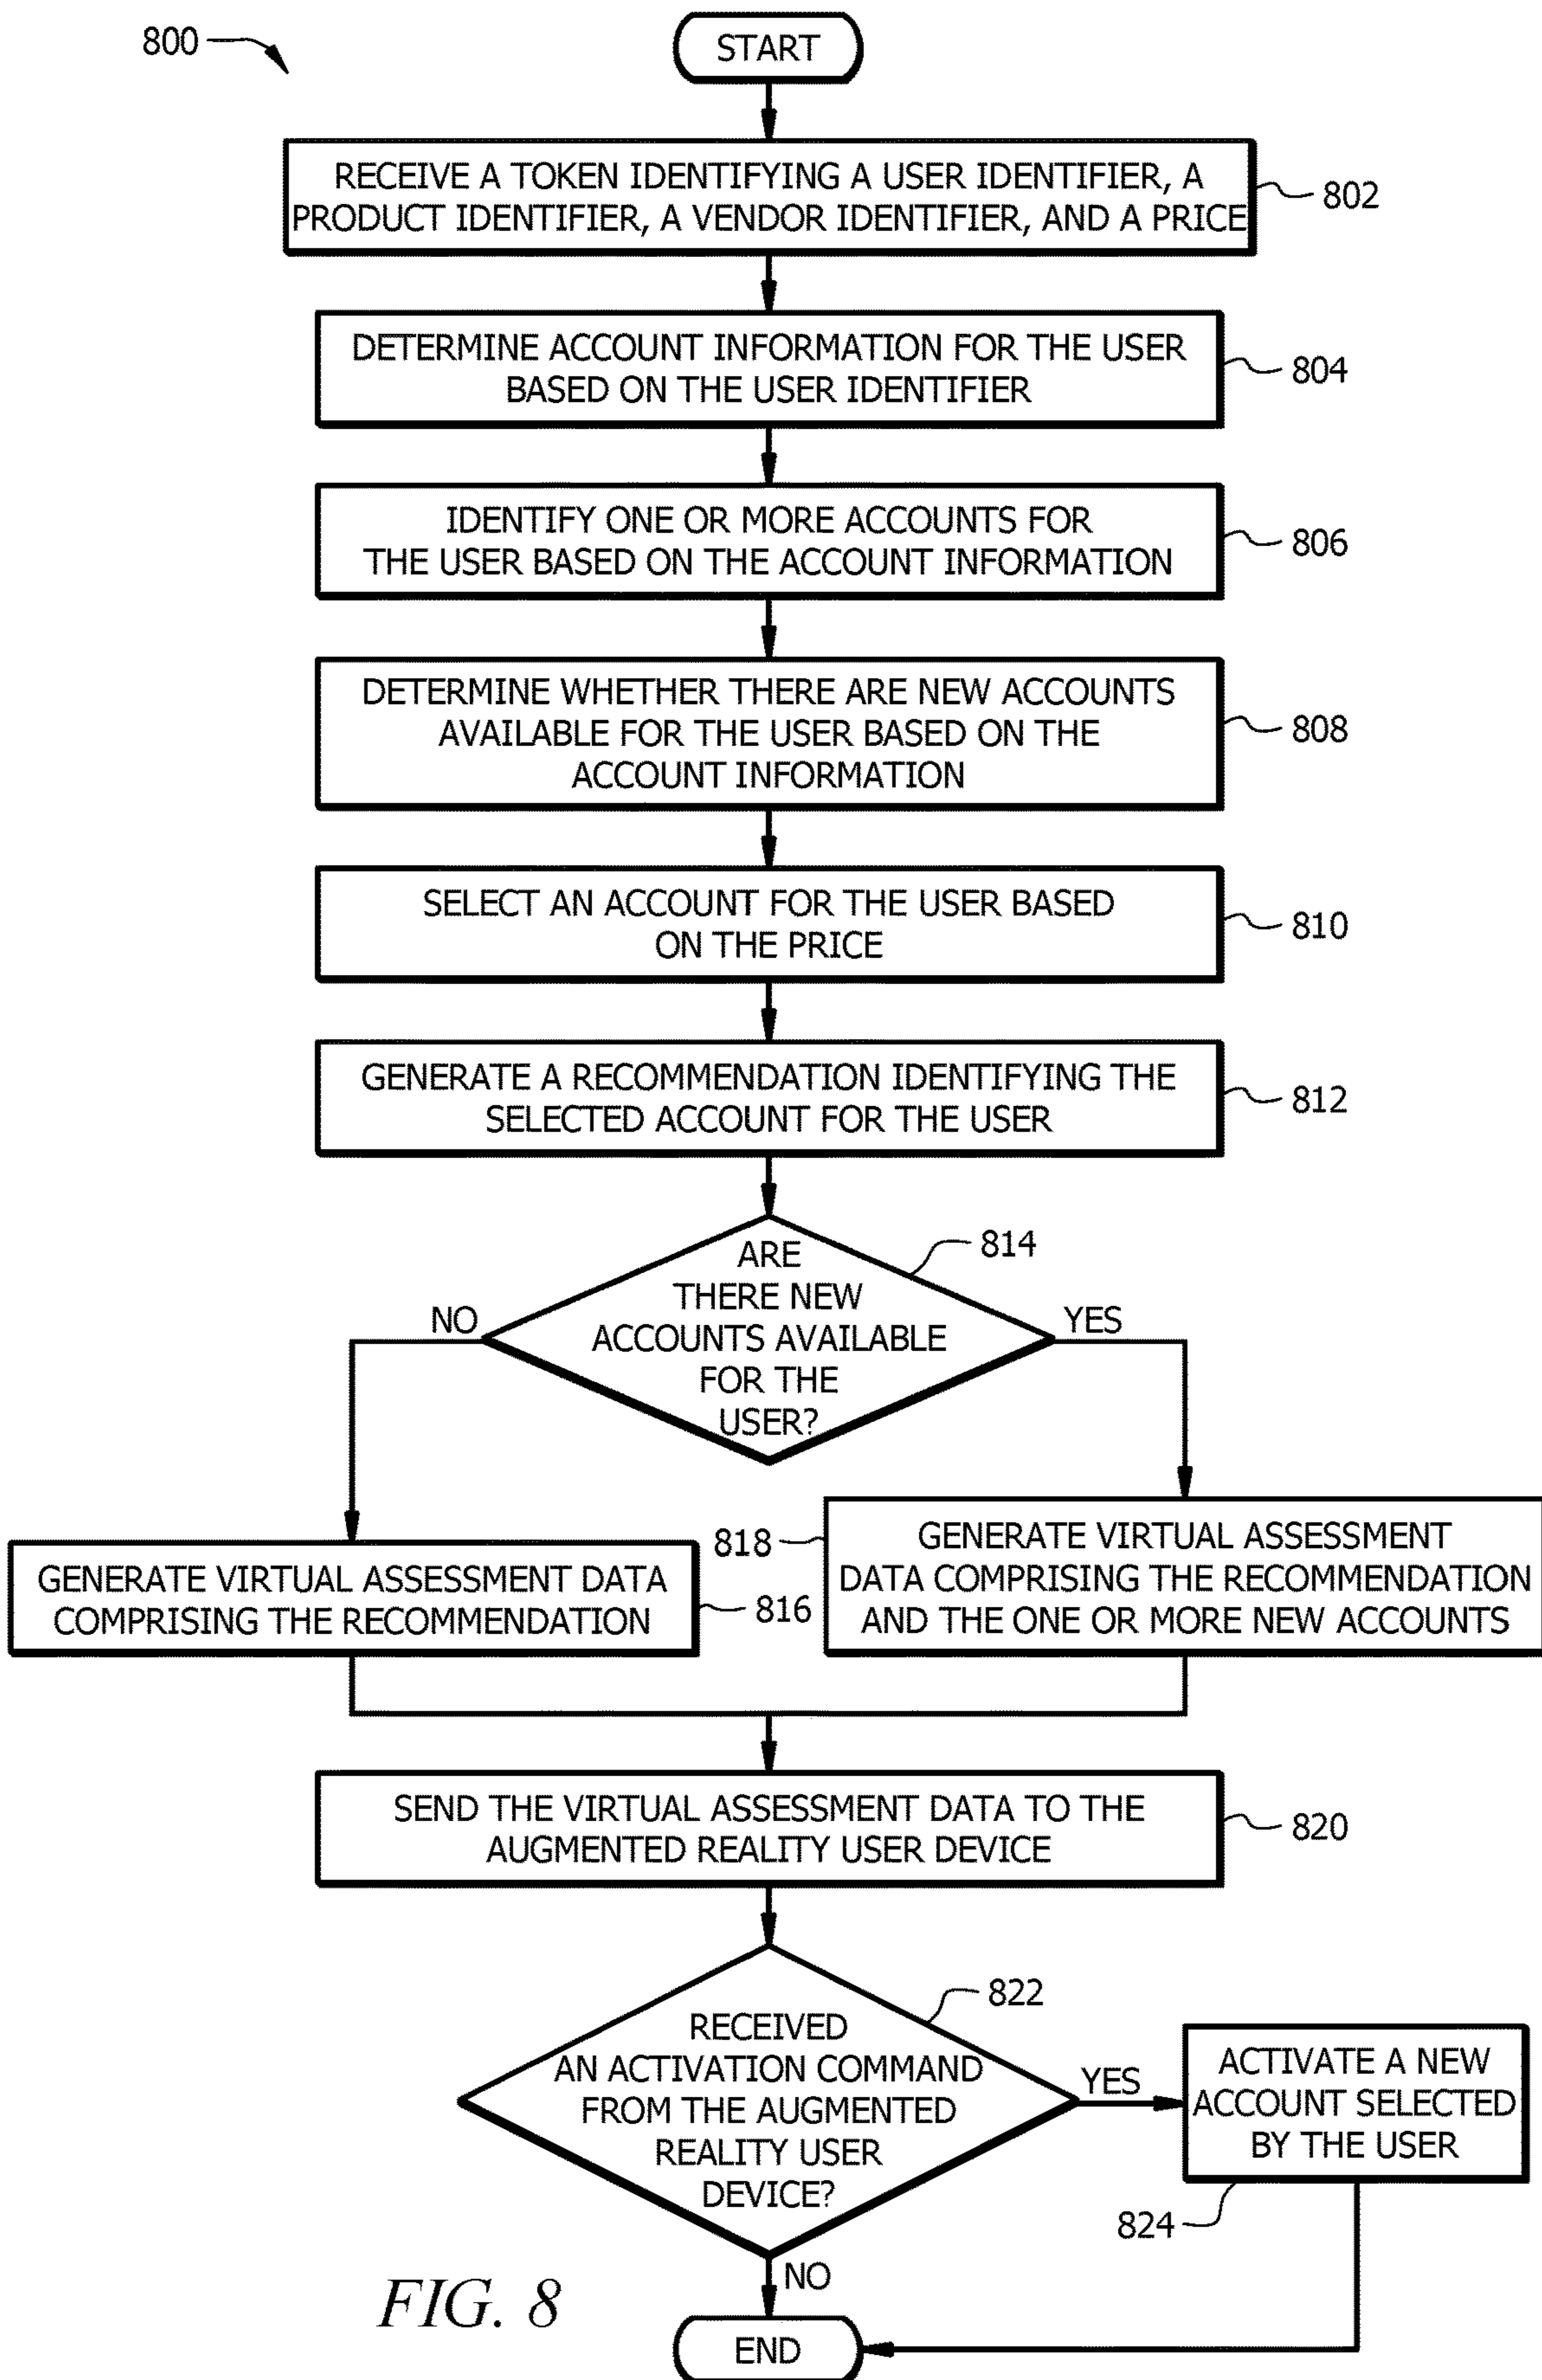 800
START
RECEIVE A TOKEN IDENTIFYING A USER IDENTIFIER, A
PRODUCT IDENTIFIER, A VENDOR IDENTIFIER, AND A PRICE
802
DETERMINE ACCOUNT INFORMATION FOR THE USER
BASED ON THE USER IDENTIFIER
804
IDENTIFY ONE OR MORE ACCOUNTS FOR
THE USER BASED ON THE ACCOUNT INFORMATION
806
DETERMINE WHETHER THERE ARE NEW ACCOUNTS
AVAILABLE FOR THE USER BASED ON THE
ACCOUNT INFORMATION
808
SELECT AN ACCOUNT FOR THE USER BASED
ON THE PRICE
810
GENERATE A RECOMMENDATION IDENTIFYING THE
SELECTED ACCOUNT FOR THE USER
812
ARE
THERE NEW
ACCOUNTS AVAILABLE
FOR THE
USER?
814
NO
YES
GENERATE VIRTUAL ASSESSMENT DATA
COMPRISING THE RECOMMENDATION
816
818
GENERATE VIRTUAL ASSESSMENT
DATA COMPRISING THE RECOMMENDATION
AND THE ONE OR MORE NEW ACCOUNTS
SEND THE VIRTUAL ASSESSMENT DATA TO THE
AUGMENTED REALITY USER DEVICE
820
RECEIVED
AN ACTIVATION COMMAND
FROM THE AUGMENTED
REALITY USER
DEVICE?
822
YES
ACTIVATE A NEW
ACCOUNT SELECTED
BY THE USER
824
NO
END
FIG. 8